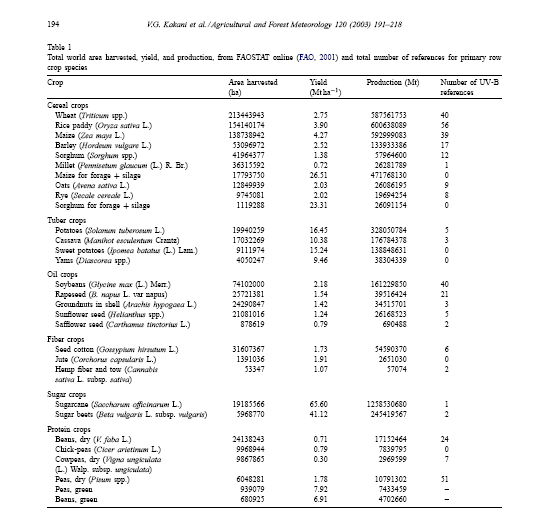 194 V.G. Kakani et al. / Agricultural and Forest Meteorology 120 (2003) 191–218
Table 1
Total world area harvested, yield, and production, from FAOSTAT online (FAO, 2001) and total number of references for primary row
crop species
Crop Area harvested Yield Production (Mt) Number of UV-B
(ha) (Mt ha−1) references
Cereal crops
Wheat (Triticum spp.) 213443943 2.75 587561753 40
Rice paddy (Oryza sativa L.) 154140174 3.90 600638089 56
Maize (Zea mays L.) 138738942 4.27 592999083 39
Barley (Hordeum vulgare L.) 53096972 2.52 133933386 17
Sorghum (Sorghum spp.) 41964377 1.38 57964600 12
Millet (Pennisetum glaucum (L.) R. Br.) 36315592 0.72 26281789 1
Maize for forage + silage 17793750 26.51 471768130 0
Oats (Avena sativa L.) 12849939 2.03 26086195 9
Rye (Secale cereale L.) 9745081 2.02 19694254 8
Sorghum for forage + silage 1119288 23.31 26091154 0
Tuber crops
Potatoes (Solanum tuberosum L.) 19940259 16.45 328050784 5
Cassava (Manihot esculentum Crantz) 17032269 10.38 176784378 3
Sweet potatoes (Ipomea batatus (L.) Lam.) 9111974 15.24 138848631 0
Yams (Diascorea spp.) 4050247 9.46 38304339 0
Oil crops
Soybeans (Glycine max (L.) Merr.) 74102000 2.18 161229850 40
Rapeseed (B. napus L. var napus) 25721381 1.54 39516424 21
Groundnuts in shell (Arachis hypogaea L.) 24290847 1.42 34515701 3
Sunflower seed (Helianthus spp.) 21081016 1.24 26168523 5
Safflower seed (Carthamus tinctorius L.) 878619 0.79 690488 2
Fiber crops
Seed cotton (Gossypium hirsutum L.) 31607367 1.73 54590370 6
Jute (Corchorus capsularis L.) 1391036 1.91 2651030 0
Hemp fiber and tow (Cannabis 53347 1.07 57074 2
sativa L. subsp. sativa)
Sugar crops
Sugarcane (Saccharum officinarum L.) 19185566 65.60 1258530680 1
Sugar beets (Beta vulgaris L. subsp. vulgaris) 5968770 41.12 245419567 2
Protein crops
Beans, dry (V. faba L.) 24138243 0.71 17152464 24
Chick-peas (Cicer arietinum L.) 9968944 0.79 7839795 0
Cowpeas, dry (Vigna unguiculata 9867865 0.30 2969599 7
(L.) Walp. subsp. unguiculata)
Peas, dry (Pisum spp.) 6048281 1.78 10791302 51
Peas, green 939079 7.92 7433459 –
Beans, green 680925 6.91 4702660 –